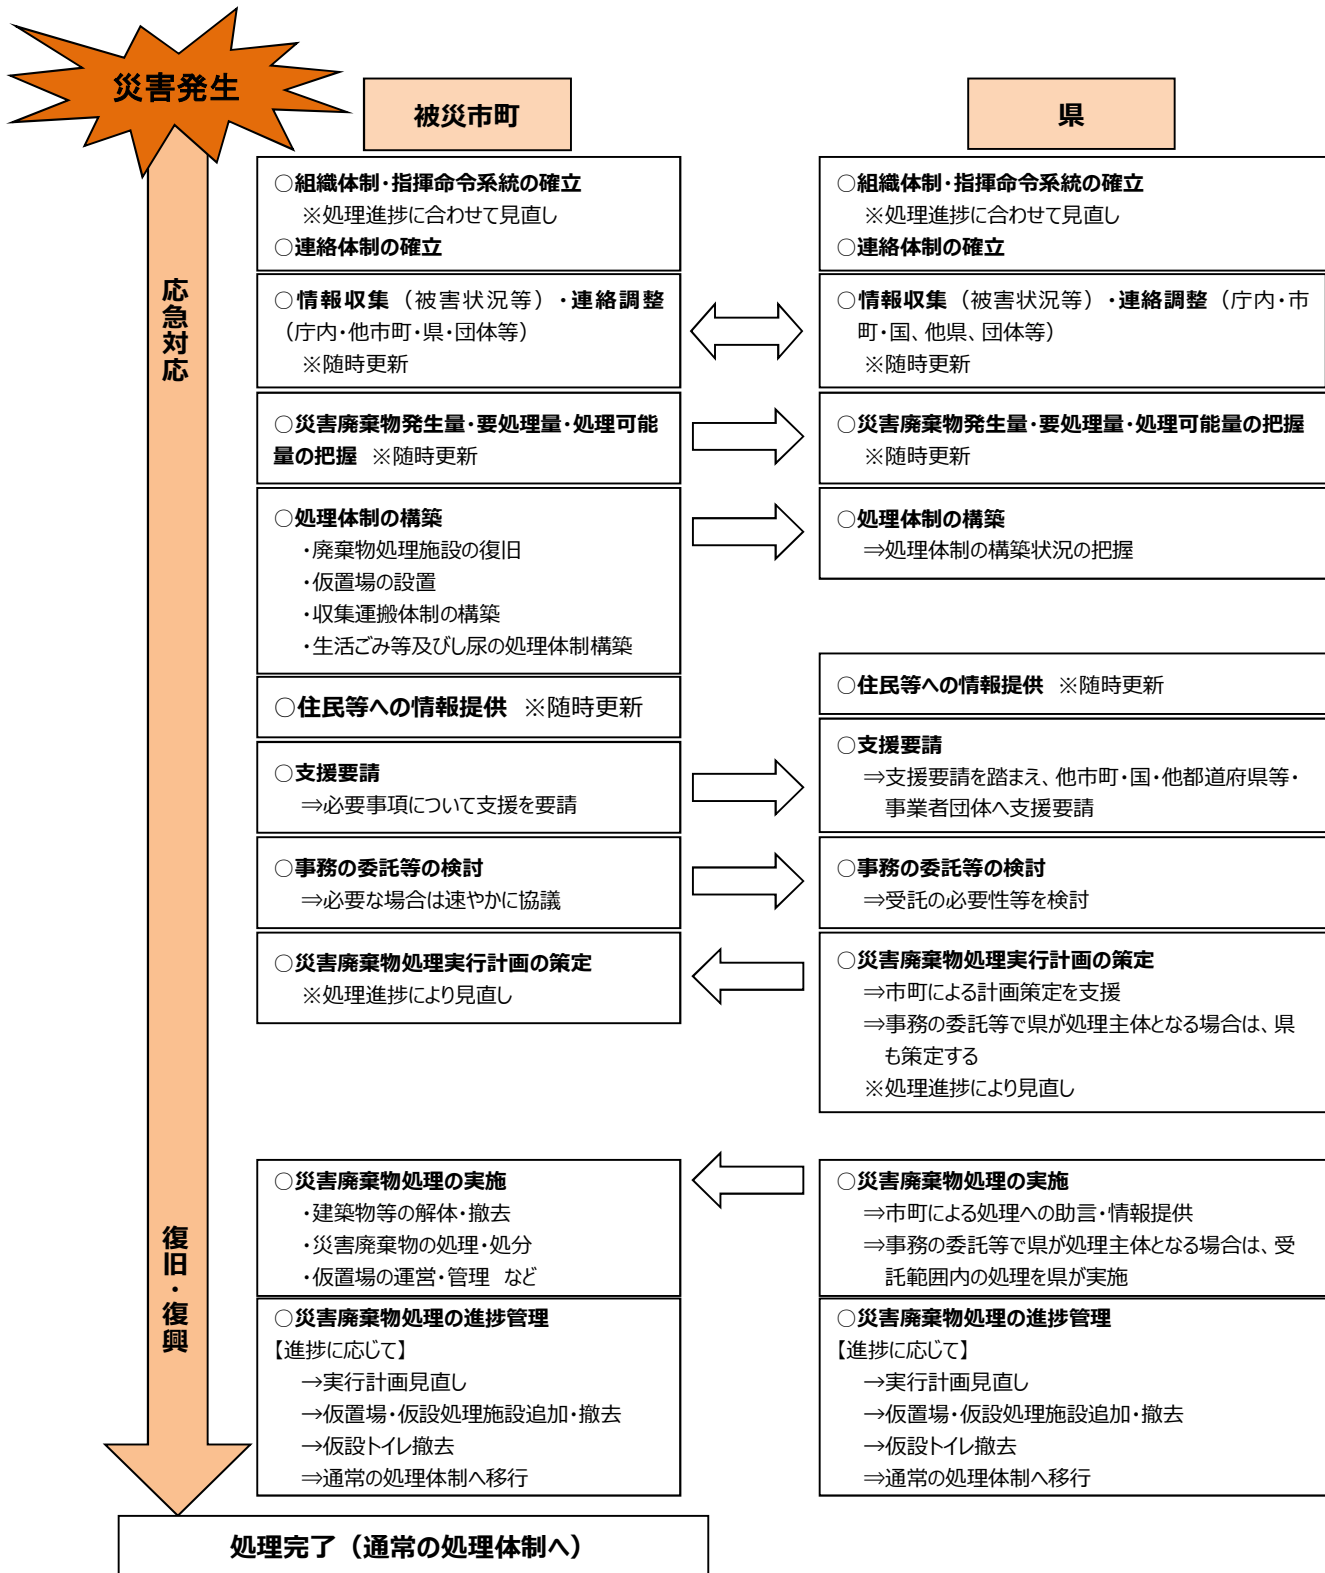 災害発生
被災市町
県
応急対応
復旧・復興
○組織体制・指揮命令系統の確立
※処理進捗に合わせて見直し
○連絡体制の確立
○情報収集（被害状況等）・連絡調整
（庁内・他市町・県・団体等）
※随時更新
○災害廃棄物発生量・要処理量・処理可能
量の把握 ※随時更新
○処理体制の構築
・廃棄物処理施設の復旧
・仮置場の設置
・収集運搬体制の構築
・生活ごみ等及びし尿の処理体制構築
○住民等への情報提供 ※随時更新
○支援要請
⇒必要事項について支援を要請
○事務の委託等の検討
⇒必要な場合は速やかに協議
○災害廃棄物処理実行計画の策定
※処理進捗により見直し
○災害廃棄物処理の実施
・建築物等の解体・撤去
・災害廃棄物の処理・処分
・仮置場の運営・管理 など
○災害廃棄物処理の進捗管理
【進捗に応じて】
→実行計画見直し
→仮置場・仮設処理施設追加・撤去
→仮設トイレ撤去
⇒通常の処理体制へ移行
○組織体制・指揮命令系統の確立
※処理進捗に合わせて見直し
○連絡体制の確立
○情報収集（被害状況等）・連絡調整（庁内・市
町・国、他県、団体等）
※随時更新
○災害廃棄物発生量・要処理量・処理可能量の把握
※随時更新
○処理体制の構築
⇒処理体制の構築状況の把握
○住民等への情報提供 ※随時更新
○支援要請
⇒支援要請を踏まえ、他市町・国・他都道府県等・
事業者団体へ支援要請
○事務の委託等の検討
⇒受託の必要性等を検討
○災害廃棄物処理実行計画の策定
⇒市町による計画策定を支援
⇒事務の委託等で県が処理主体となる場合は、県
も策定する
※処理進捗により見直し
○災害廃棄物処理の実施
⇒市町による処理への助言・情報提供
⇒事務の委託等で県が処理主体となる場合は、受
託範囲内の処理を県が実施
○災害廃棄物処理の進捗管理
【進捗に応じて】
→実行計画見直し
→仮置場・仮設処理施設追加・撤去
→仮設トイレ撤去
⇒通常の処理体制へ移行
処理完了（通常の処理体制へ）